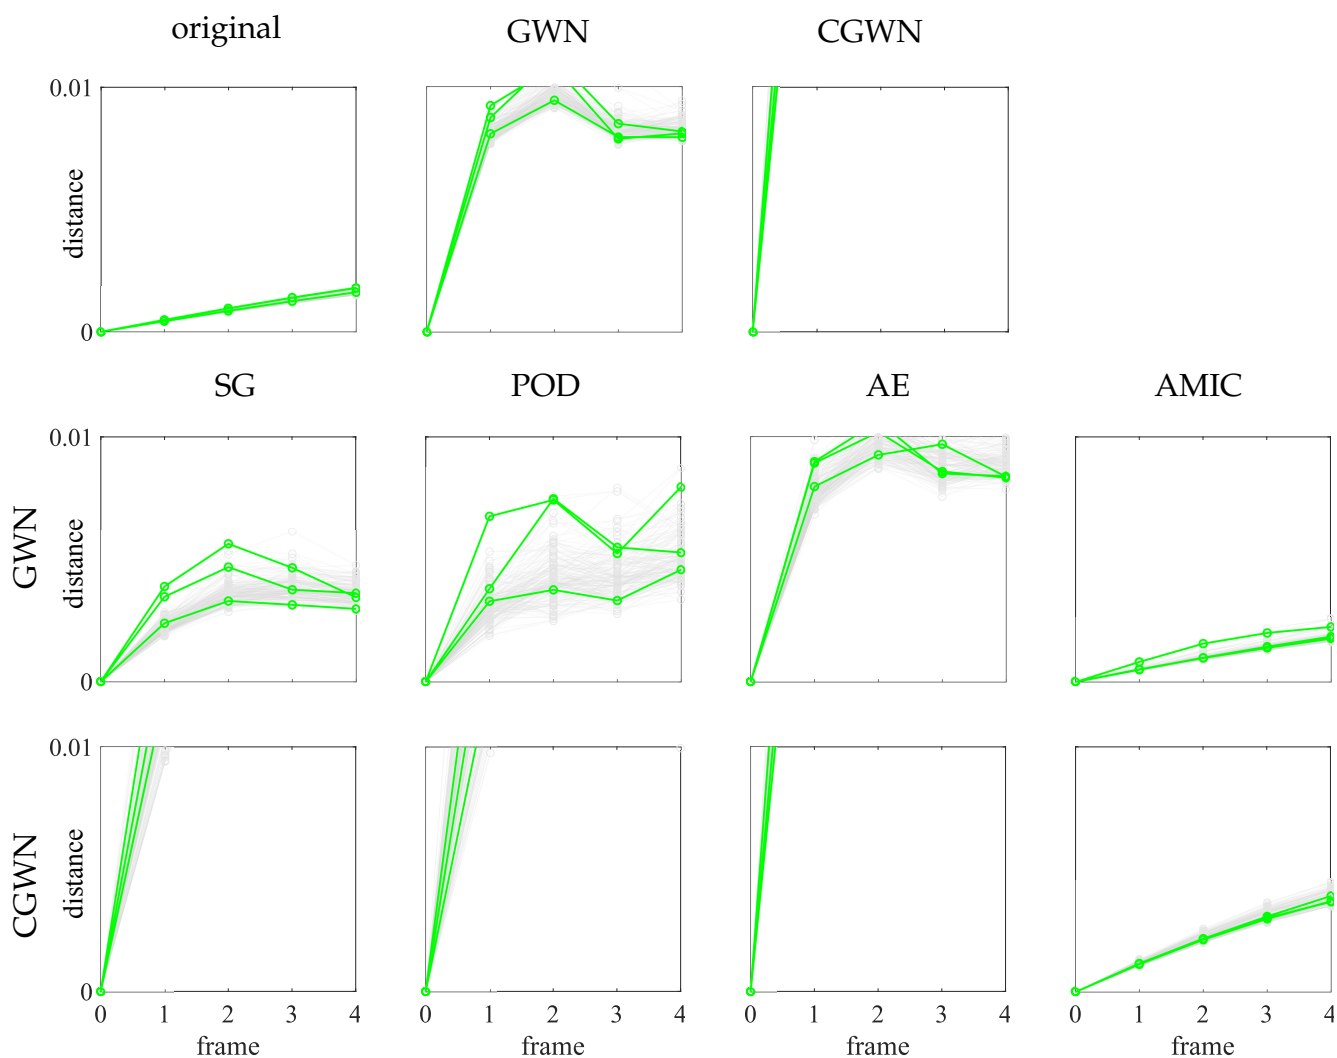 original GWN CGWN
0.01
distance
0
SG POD AE AMIC
0.01
GWN
distance
0
0.01
CGWN
distance
0
0 1 2 3 4 0 1 2 3 4 0 1 2 3 4 0 1 2 3 4
frame frame frame frame